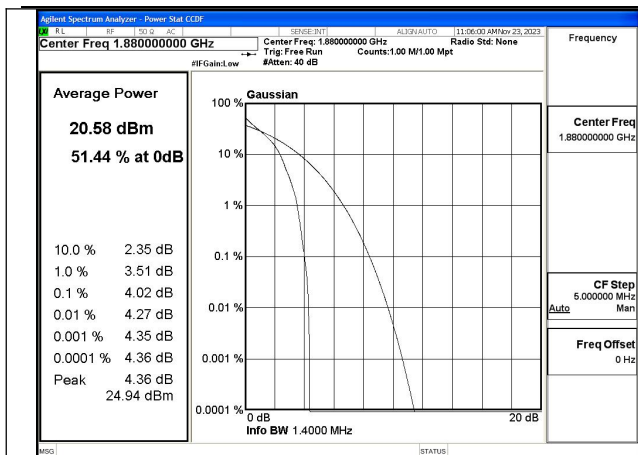 Agilent Spectrum Analyzer - Power Stat CCDF
RL RF 50 Ω AC SENSE:INT ALIGNAUTO 11:06:00 AM Nov 23, 2023
Center Freq 1.880000000 GHz
Center Freq: 1.880000000 GHz Radio Std: None
Trig: Free Run Counts:1.00 M/1.00 Mpt
#IFGain:Low #Atten: 40 dB
Frequency
Average Power
20.58 dBm
51.44 % at 0dB
10.0 % 2.35 dB
1.0 % 3.51 dB
0.1 % 4.02 dB
0.01 % 4.27 dB
0.001 % 4.35 dB
0.0001 % 4.36 dB
Peak 4.36 dB
24.94 dBm
Gaussian
100 %
10 %
1 %
0.1 %
0.01 %
0.001 %
0.0001 %
0 dB 20 dB
Info BW 1.4000 MHz
Center Freq
1.880000000 GHz
CF Step
5.000000 MHz
Auto Man
Freq Offset
0 Hz
MSG STATUS